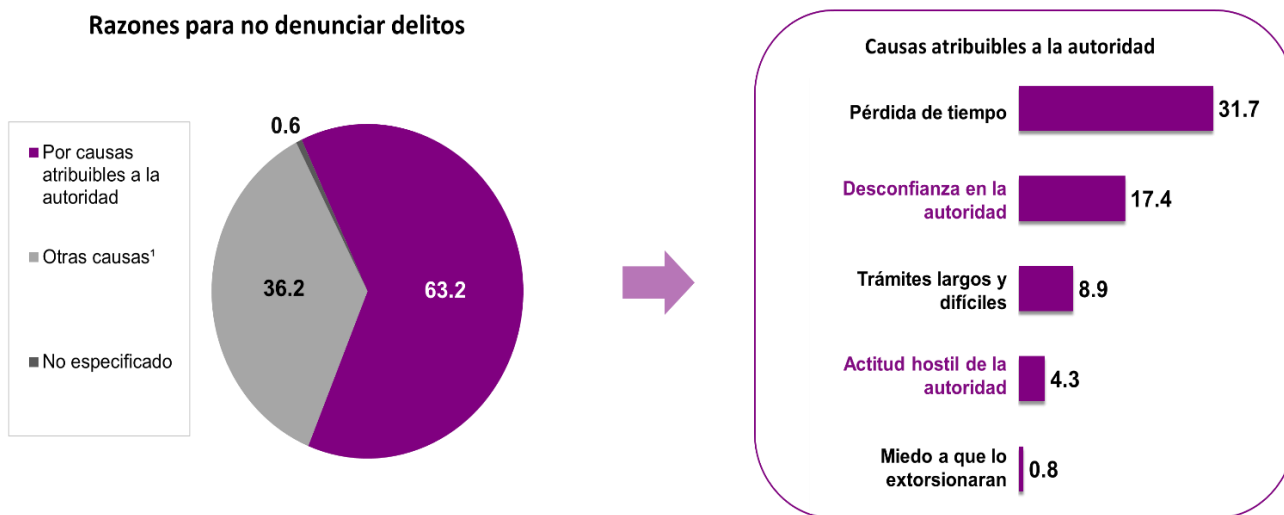 Razones para no denunciar delitos
Por causas
atribuibles a la
autoridad
Otras causas¹
No especificado
0.6
36.2
63.2
Causas atribuibles a la autoridad
Pérdida de tiempo
31.7
Desconfianza en la
autoridad
17.4
Trámites largos y
difíciles
8.9
Actitud hostil de la
autoridad
4.3
Miedo a que lo
extorsionaran
0.8